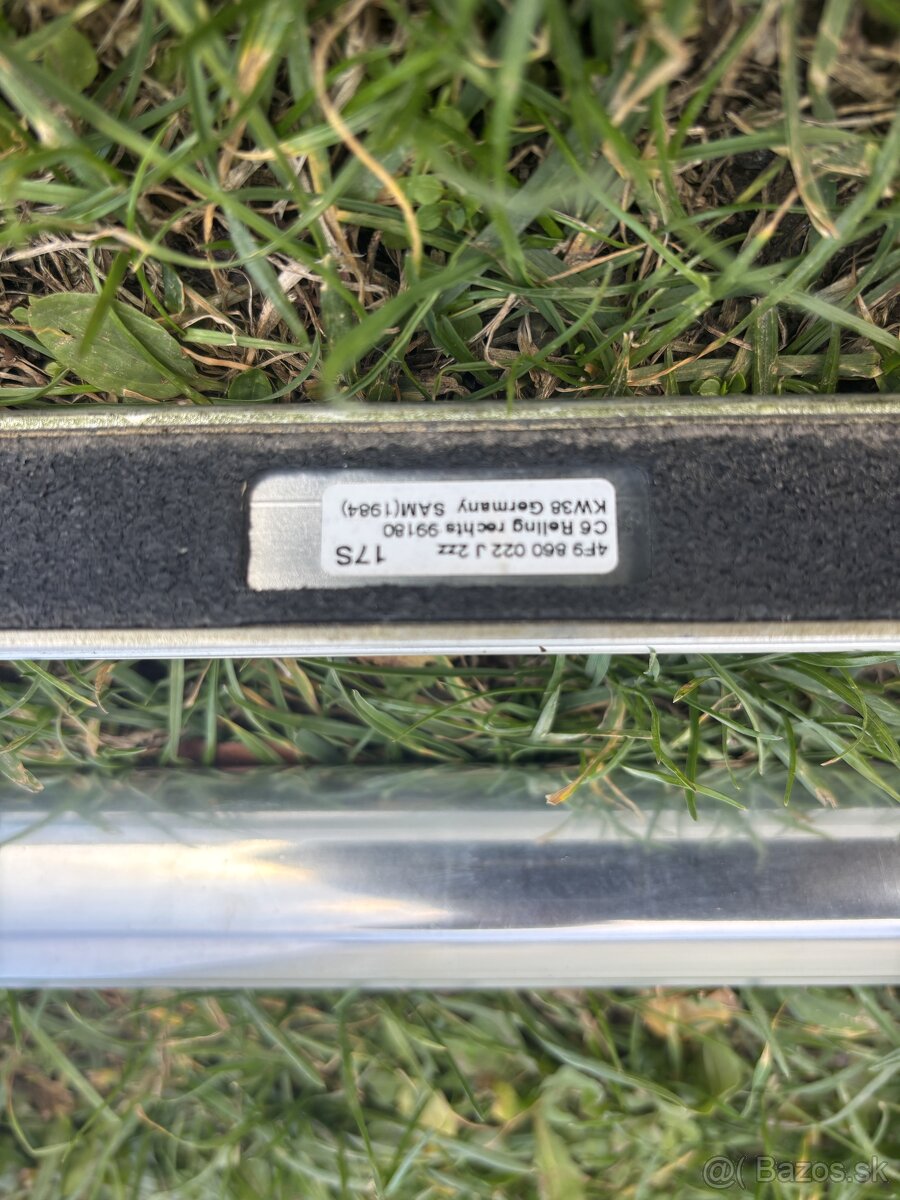 4F9 860 022 J 2zz
17S
C6 Reling rechts 99180
KW38 Germany SAM(1984)
@( Bazos.sk